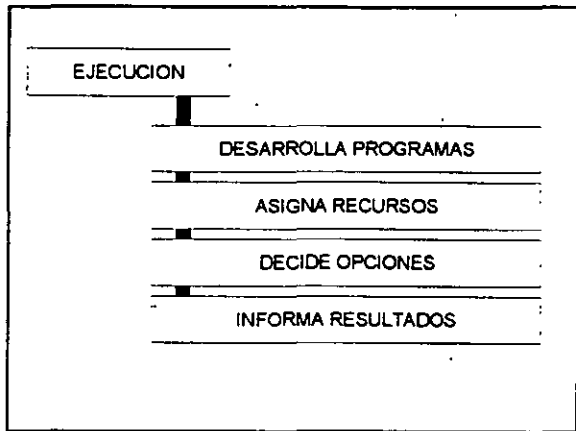 EJECUCION
DESARROLLA PROGRAMAS
ASIGNA RECURSOS
DECIDE OPCIONES
INFORMA RESULTADOS